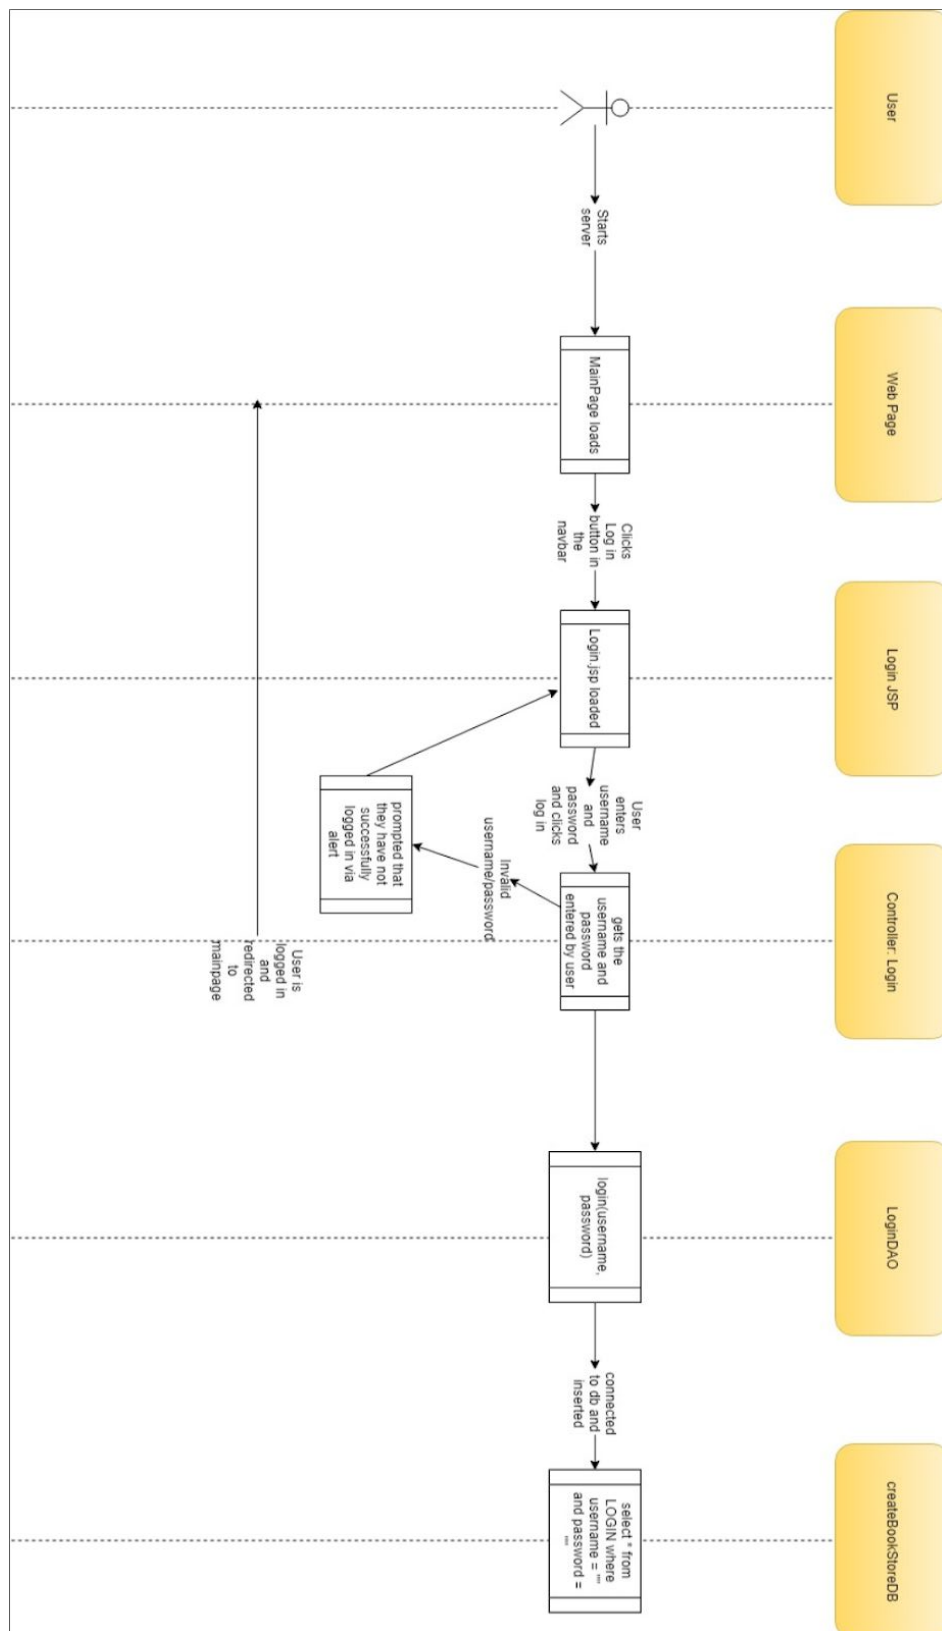 User
Web Page
Login JSP
Controller: Login
LoginDAO
createBookStoreDB
Starts
server
MainPage loads
Clicks
Log in
button in
the
navbar
Login.jsp loaded
User
enters
username
and
password
and clicks
log in
gets the
username and
password
entered by user
login(username,
password)
connected
to db and
inserted
select * from
LOGIN where
username = ""
and password =
""
Invalid
username/password
prompted that
they have not
successfully
logged in via
alert
User is
logged in
and
redirected
to
mainpage